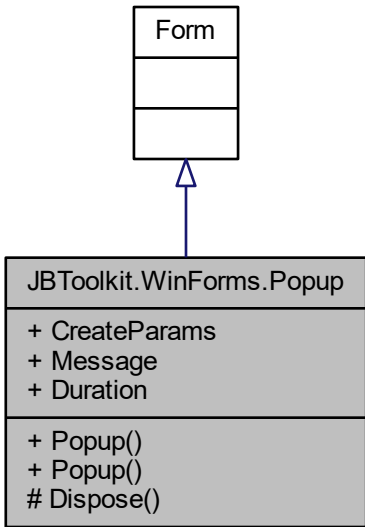 Form
JBToolkit.WinForms.Popup
+ CreateParams
+ Message
+ Duration
+ Popup()
+ Popup()
# Dispose()